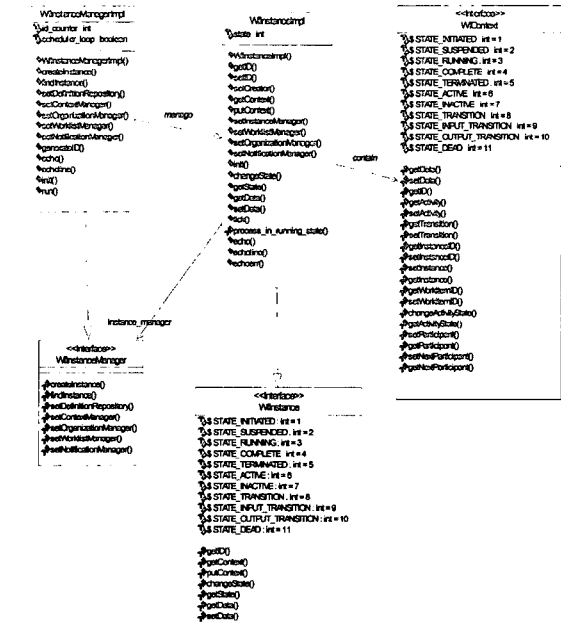 WInstanceManagerImpl
id_counter int
scheduler_loop boolean
WInstanceManagerImpl()
createInstance()
findInstance()
setDefinitionRepository()
setContextManager()
setOrganizationManager()
setWorklistManager()
setNotificationManager()
generateID()
echo()
echoline()
init()
run()
manage
WInstanceImpl
state int
WInstanceImpl()
getID()
setID()
setCreator()
getContext()
putContext()
setInstanceManager()
setWorklistManager()
setOrganizationManager()
setNotificationManager()
init()
changeState()
getState()
getData()
setData()
tick()
process_in_running_state()
echo()
echoline()
echoerr()
contain
<<Interface>>
WContext
$ STATE_INITIATED int = 1
$ STATE_SUSPENDED int = 2
$ STATE_RUNNING int = 3
$ STATE_COMPLETE int = 4
$ STATE_TERMINATED int = 5
$ STATE_ACTIVE int = 6
$ STATE_INACTIVE int = 7
$ STATE_TRANSITION int = 8
$ STATE_INPUT_TRANSITION int = 9
$ STATE_OUTPUT_TRANSITION int = 10
$ STATE_DEAD int = 11
getData()
setData()
getID()
getActivity()
setActivity()
getTransition()
setTransition()
getInstanceID()
setInstanceID()
setInstance()
getInstance()
getWorkItemID()
setWorkItemID()
changeActivityState()
getActivityState()
setParticipant()
getParticipant()
setNextParticipant()
getNextParticipant()
instance_manager
<<Interface>>
WInstanceManager
createInstance()
findInstance()
setDefinitionRepository()
setContextManager()
setOrganizationManager()
setWorklistManager()
setNotificationManager()
<<Interface>>
WInstance
$ STATE_INITIATED : int = 1
$ STATE_SUSPENDED : int = 2
$ STATE_RUNNING : int = 3
$ STATE_COMPLETE int = 4
$ STATE_TERMINATED : int = 5
$ STATE_ACTIVE : int = 6
$ STATE_INACTIVE : int = 7
$ STATE_TRANSITION : int = 8
$ STATE_INPUT_TRANSITION : int = 9
$ STATE_OUTPUT_TRANSITION : int = 10
$ STATE_DEAD : int = 11
getID()
getContext()
putContext()
changeState()
getState()
getData()
setData()